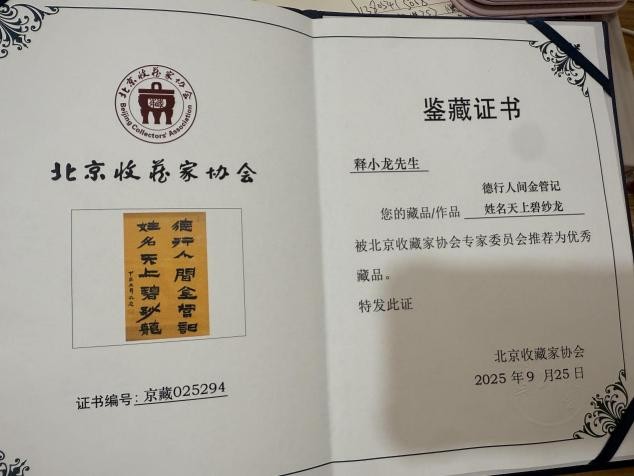 北京收藏家协会
Beijing Collectors' Association
藏
北京收藏家协会
德行人間金管記
姓名天上碧紗籠
证书编号：京藏025294
鉴藏证书
释小龙先生
德行人间金管记
您的藏品/作品 姓名天上碧纱龙
被北京收藏家协会专家委员会推荐为优秀
藏品。
特发此证
北京收藏家协会
2025 年 9 月 25 日